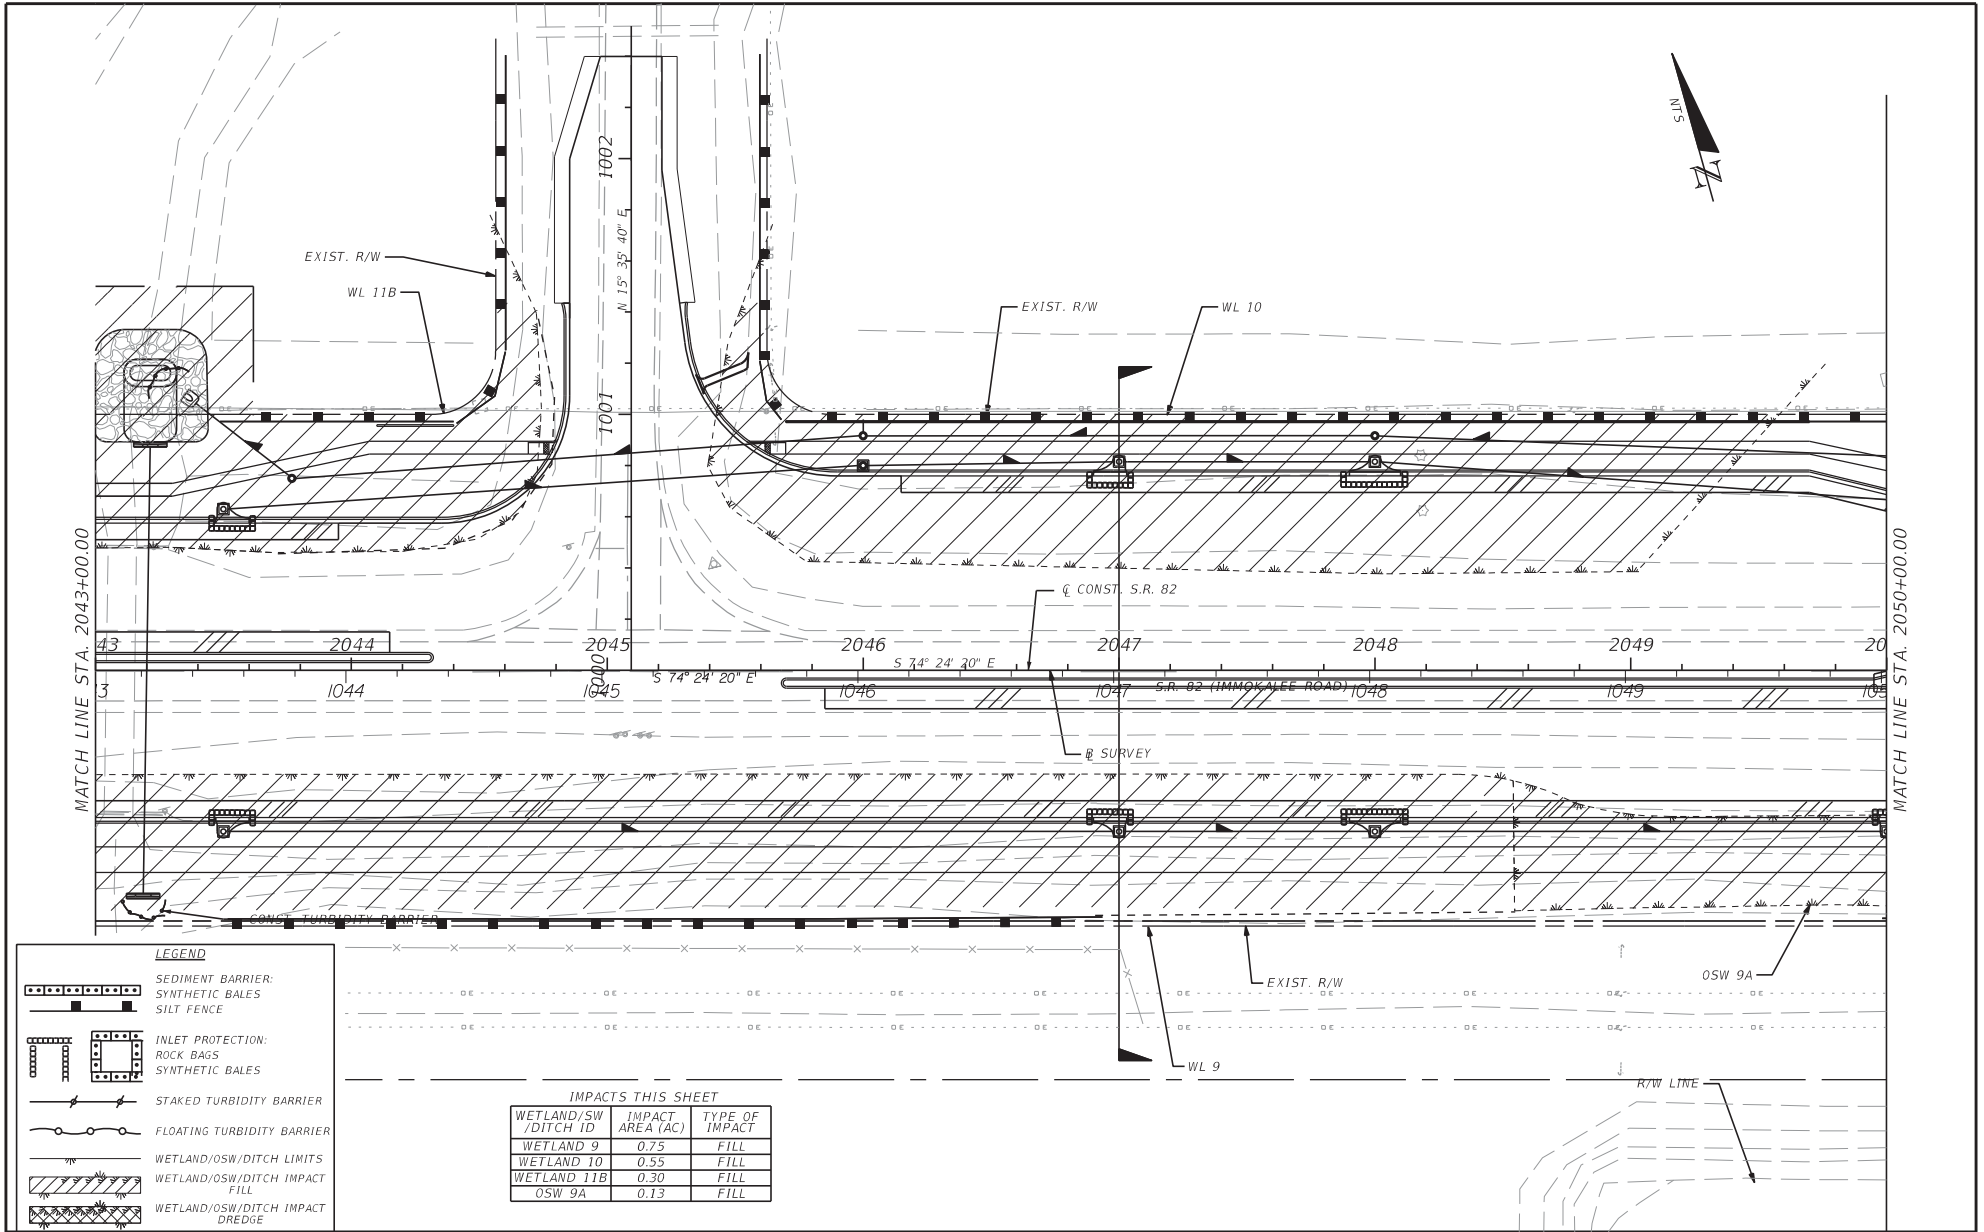 1002
NTS
N 15° 35' 40" E
EXIST. R/W
WL 11B
EXIST. R/W
WL 10
1001
MATCH LINE STA. 2043+00.00
MATCH LINE STA. 2050+00.00
℄ CONST. S.R. 82
43 2044 2045 2046 2047 2048 2049 20
S 74° 24' 20" E
1000
S 74° 24' 20" E
S.R. 82 (IMMOKALEE ROAD)
3 1044 1045 1046 1047 1048 1049 105
B SURVEY
CONST. TURBIDITY BARRIER
OSW 9A
EXIST. R/W
WL 9
R/W LINE
LEGEND
SEDIMENT BARRIER:
SYNTHETIC BALES
SILT FENCE
INLET PROTECTION:
ROCK BAGS
SYNTHETIC BALES
STAKED TURBIDITY BARRIER
FLOATING TURBIDITY BARRIER
WETLAND/OSW/DITCH LIMITS
WETLAND/OSW/DITCH IMPACT
FILL
WETLAND/OSW/DITCH IMPACT
DREDGE
IMPACTS THIS SHEET
WETLAND/SW /DITCH ID IMPACT AREA (AC) TYPE OF IMPACT
WETLAND 9 0.75 FILL
WETLAND 10 0.55 FILL
WETLAND 11B 0.30 FILL
OSW 9A 0.13 FILL